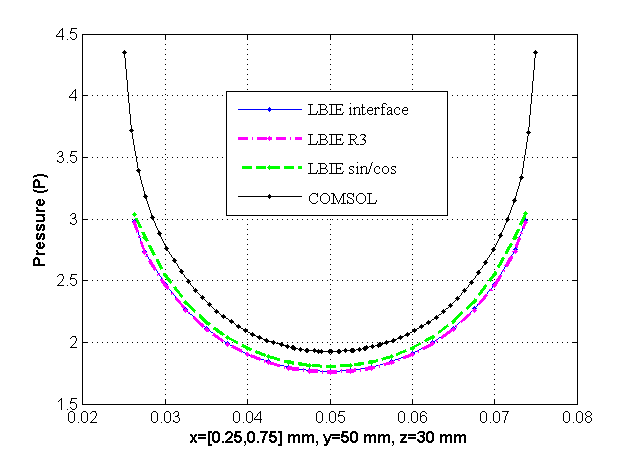 4.5
4
3.5
3
2.5
2
1.5
Pressure (P)
LBIE interface
LBIE R3
LBIE sin/cos
COMSOL
0.02 0.03 0.04 0.05 0.06 0.07 0.08
x=[0.25,0.75] mm, y=50 mm, z=30 mm